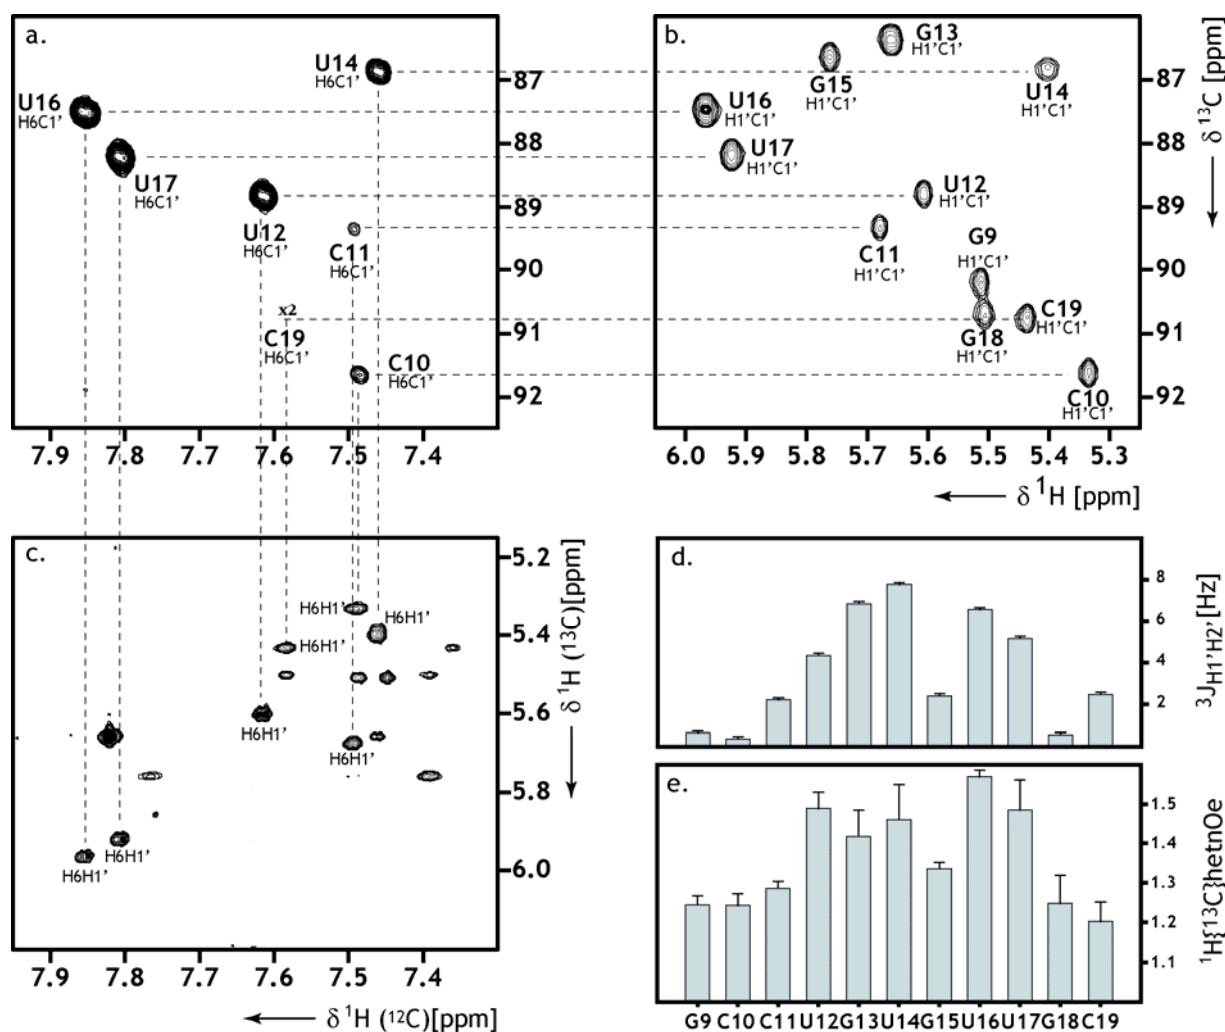 a.
U14
H6C1'
U16
H6C1'
U17
H6C1'
U12
H6C1'
C11
H6C1'
x2
C19
H6C1'
C10
H6C1'
87
88
89
90
91
92
7.9 7.8 7.7 7.6 7.5 7.4
b.
G13
H1'C1'
G15
H1'C1'
U14
H1'C1'
U16
H1'C1'
U17
H1'C1'
U12
H1'C1'
C11
H1'C1'
G9
H1'C1'
C19
H1'C1'
G18
H1'C1'
C10
H1'C1'
87
88
89
90
91
92
δ 13C [ppm]
6.0 5.9 5.8 5.7 5.6 5.5 5.4 5.3
δ 1H [ppm]
c.
H6H1'
H6H1'
H6H1'
H6H1'
H6H1'
H6H1'
H6H1'
5.2
5.4
5.6
5.8
6.0
δ 1H (13C)[ppm]
7.9 7.8 7.7 7.6 7.5 7.4
δ 1H (12C)[ppm]
d.
8
6
4
2
3JH1'H2' [Hz]
e.
1.5
1.4
1.3
1.2
1.1
1H{13C}hetnOe
G9 C10 C11 U12 G13 U14 G15 U16 U17 G18 C19